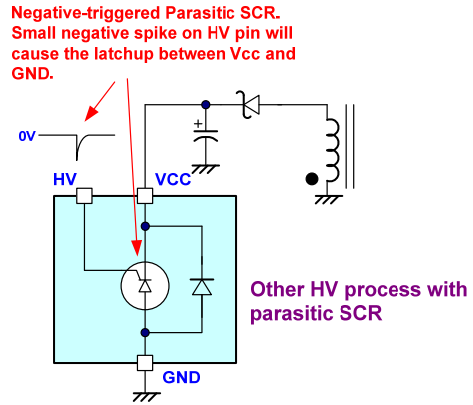 Negative-triggered Parasitic SCR.
Small negative spike on HV pin will
cause the latchup between Vcc and
GND.
0V
+
HV
VCC
Other HV process with
parasitic SCR
GND